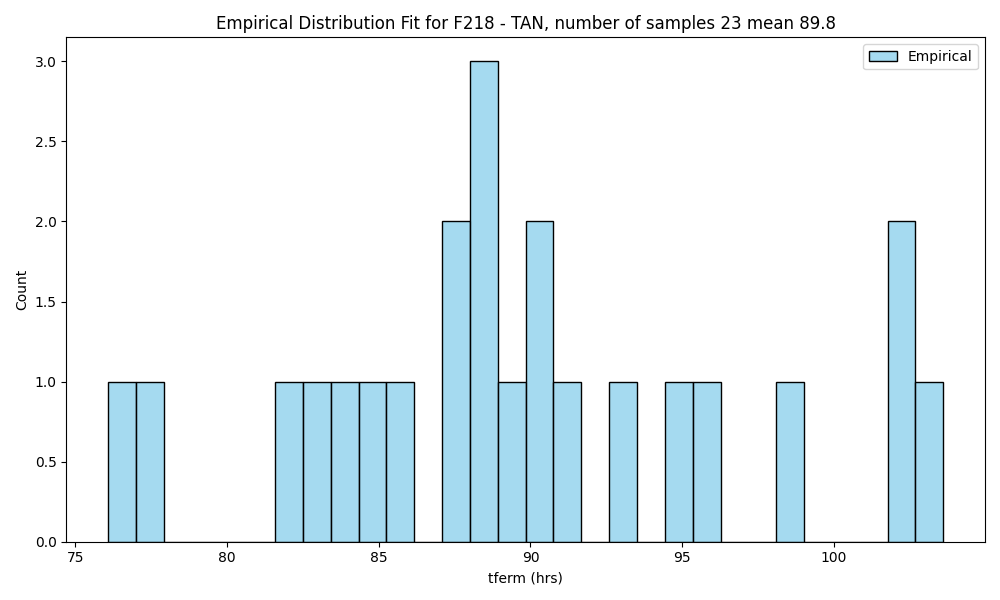 Empirical Distribution Fit for F218 - TAN, number of samples 23 mean 89.8
Empirical
3.0
2.5
2.0
1.5
1.0
0.5
0.0
Count
75 80 85 90 95 100
tferm (hrs)